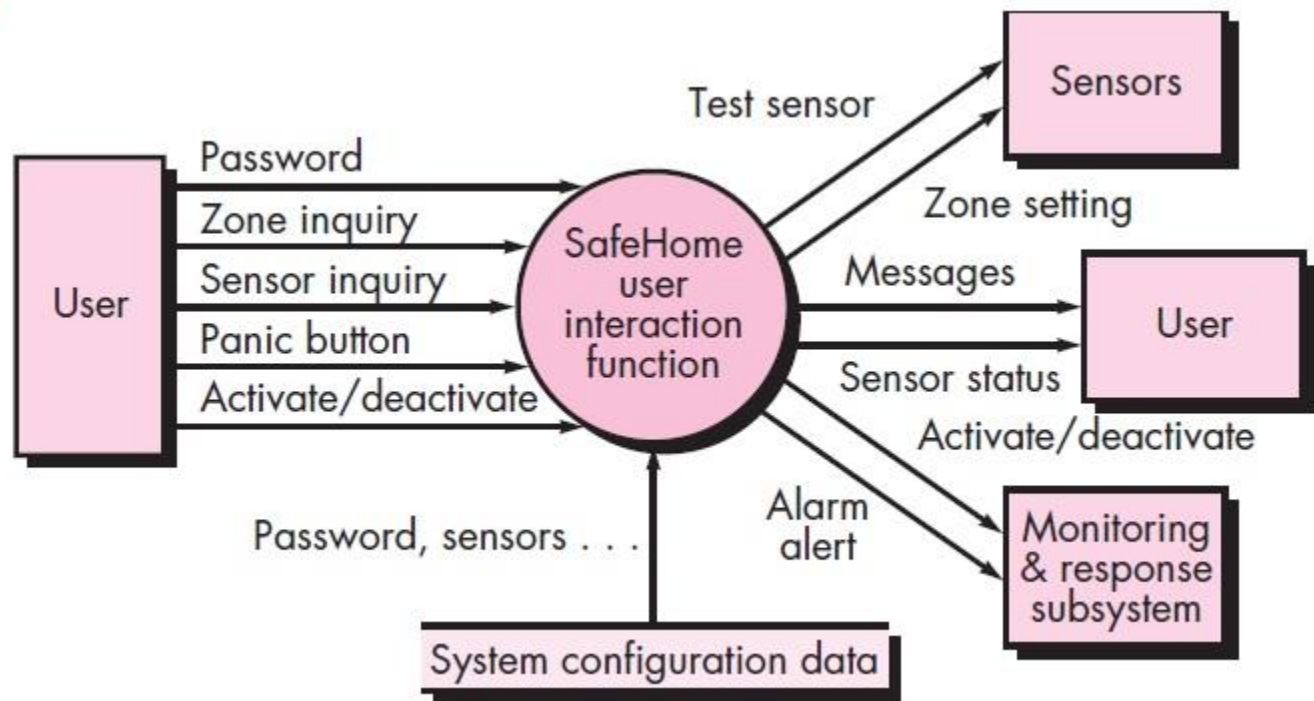 User
Password
Zone inquiry
Sensor inquiry
Panic button
Activate/deactivate
SafeHome
user
interaction
function
Password, sensors . . .
System configuration data
Test sensor
Zone setting
Sensors
Messages
Sensor status
User
Activate/deactivate
Alarm
alert
Monitoring
& response
subsystem